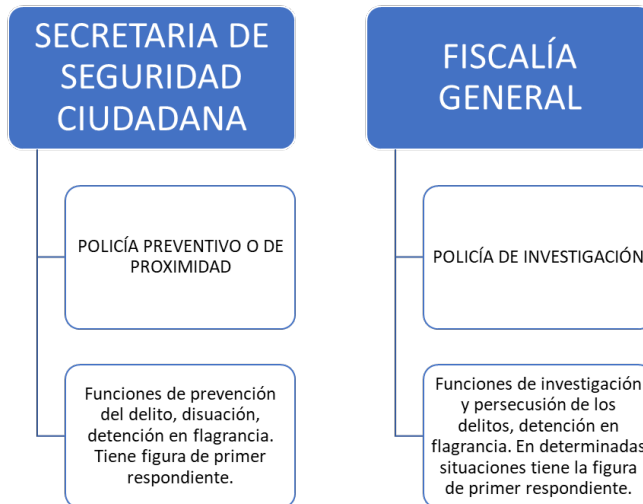 SECRETARIA DE
SEGURIDAD
CIUDADANA
POLICÍA PREVENTIVO O DE
PROXIMIDAD
Funciones de prevención
del delito, disuación,
detención en flagrancia.
Tiene figura de primer
respondiente.
FISCALÍA
GENERAL
POLICÍA DE INVESTIGACIÓN
Funciones de investigación
y persecusión de los
delitos, detención en
flagrancia. En determinadas
situaciones tiene la figura
de primer respondiente.